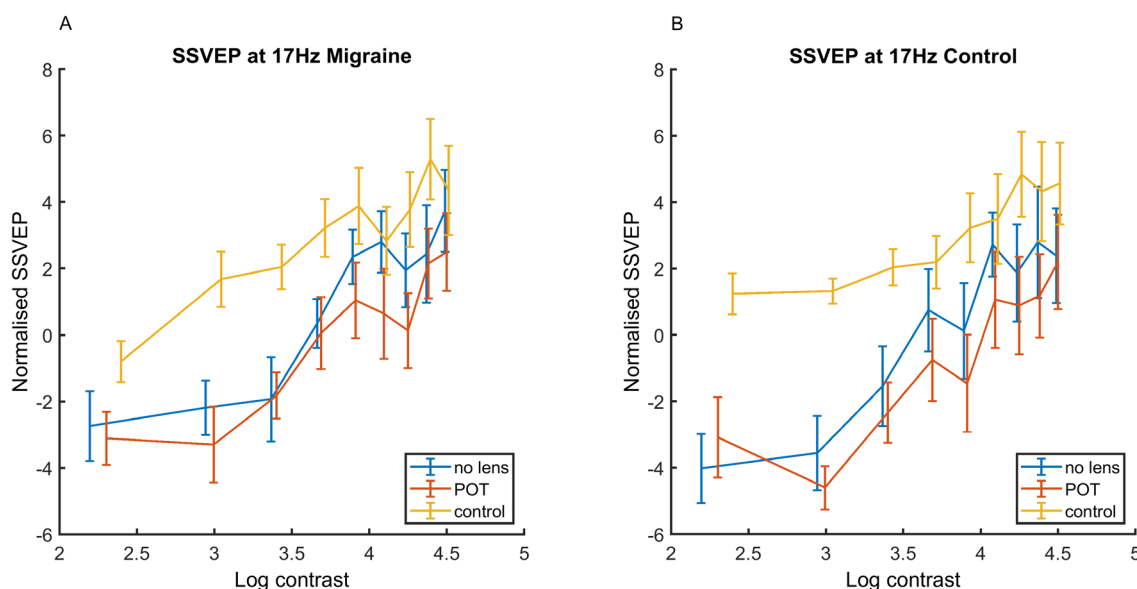 A
SSVEP at 17Hz Migraine
8
6
4
2
0
-2
-4
-6
2
2.5
3
3.5
4
4.5
5
Normalised SSVEP
Log contrast
no lens
POT
control
B
SSVEP at 17Hz Control
8
6
4
2
0
-2
-4
-6
2
2.5
3
3.5
4
4.5
5
Normalised SSVEP
Log contrast
no lens
POT
control